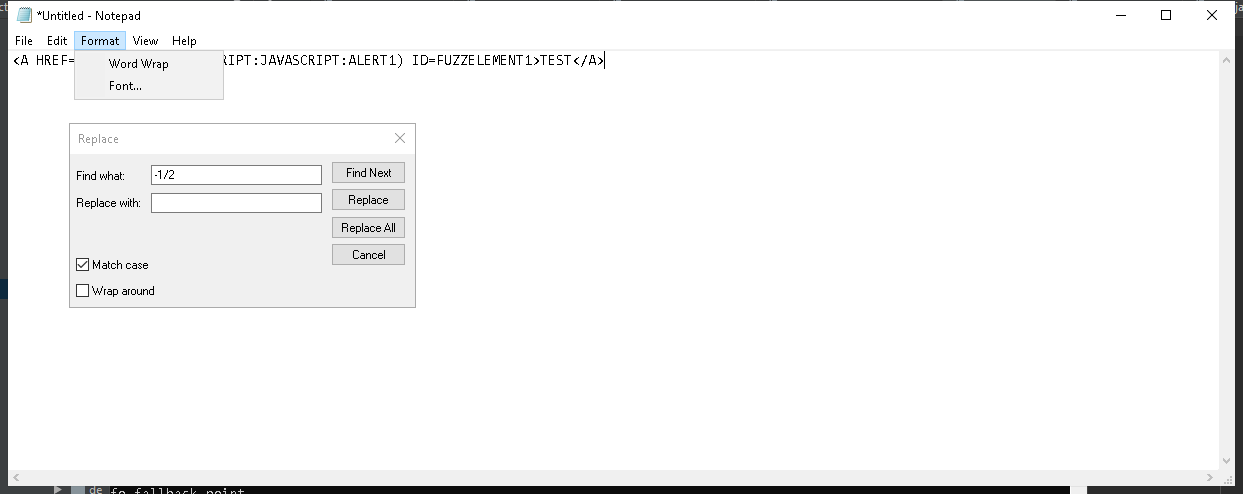 *Untitled - Notepad
File Edit Format View Help
<A HREF= RIPT:JAVASCRIPT:ALERT1) ID=FUZZELEMENT1>TEST</A>
Word Wrap
Font...
Replace
Find what: -1/2 Find Next
Replace with: Replace
Replace All
Cancel
Match case
Wrap around
de fo fallback point